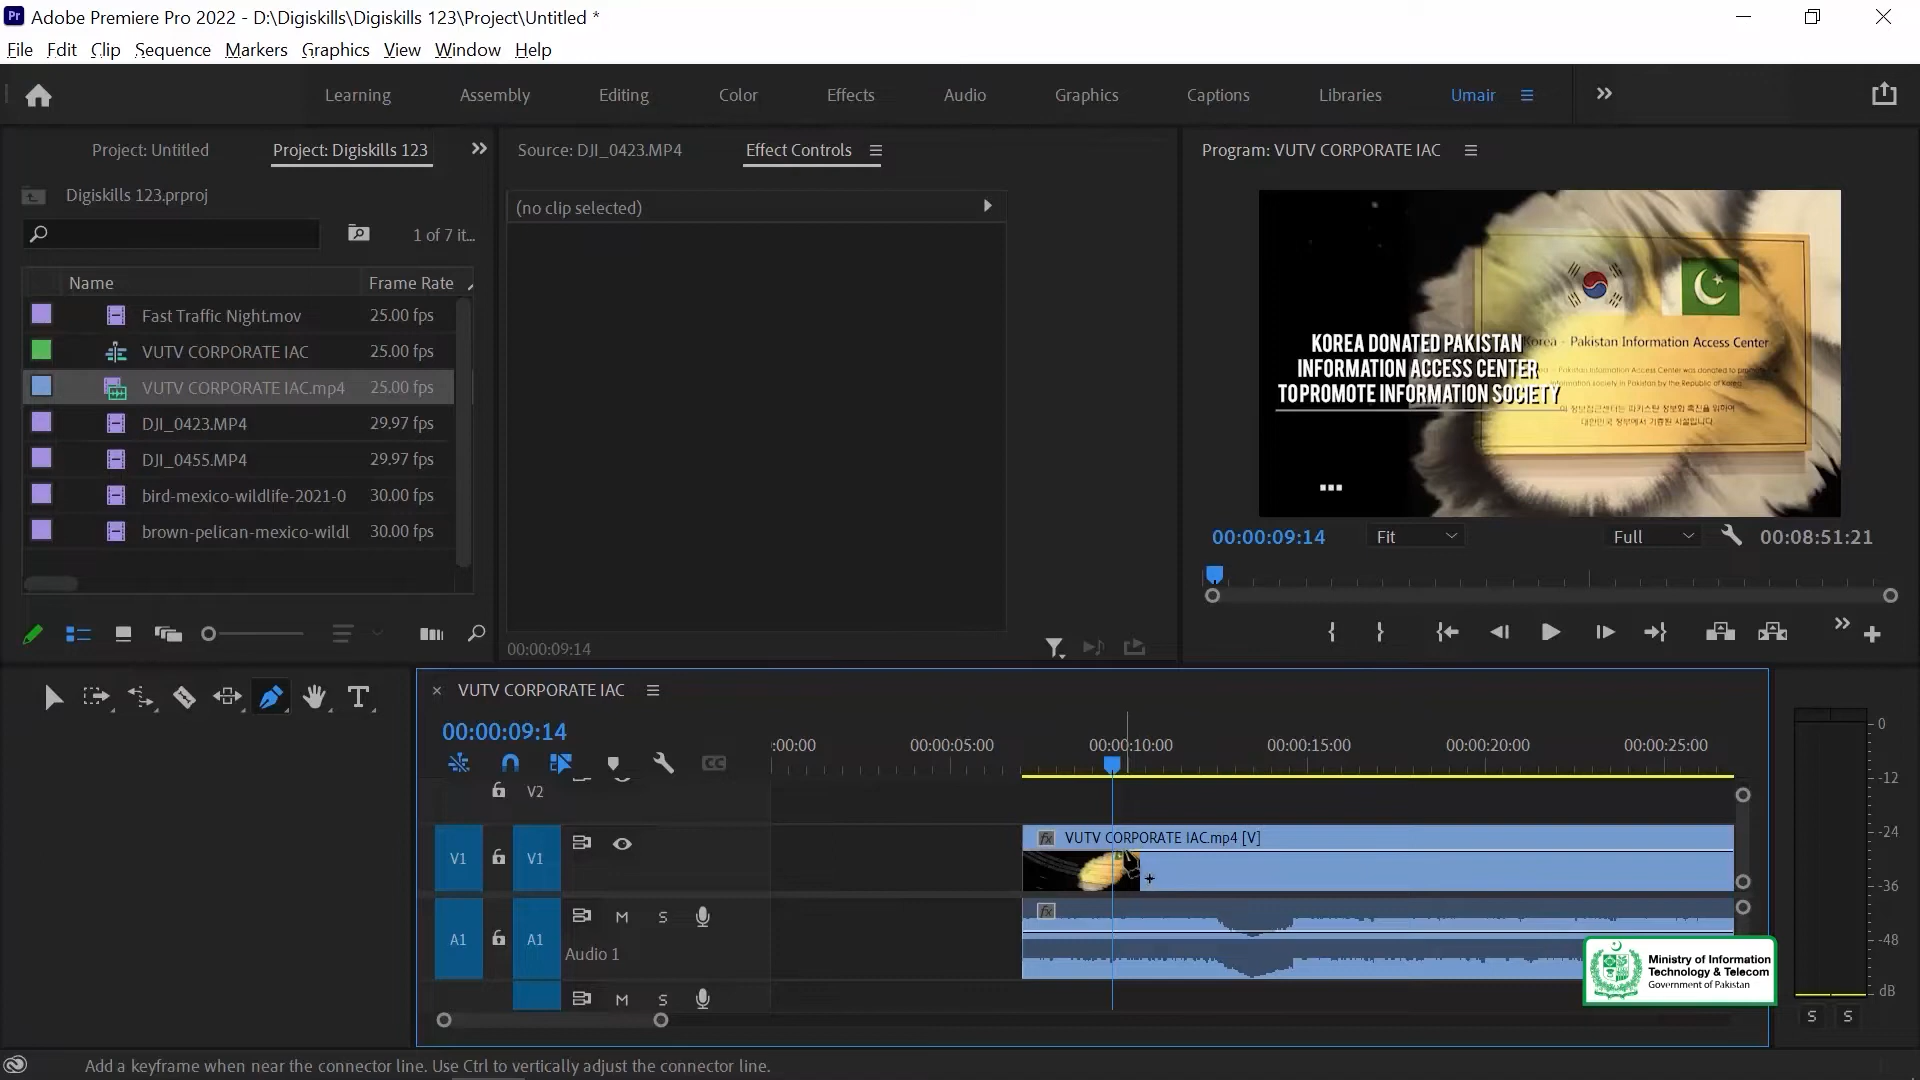 Pr Adobe Premiere Pro 2022 - D:\Digiskills\Digiskills 123\Project\Untitled *
File Edit Clip Sequence Markers Graphics View Window Help
Learning Assembly Editing Color Effects Audio Graphics Captions Libraries Umair
Project: Untitled Project: Digiskills 123
Digiskills 123.prproj
1 of 7 it...
Name Frame Rate
Fast Traffic Night.mov 25.00 fps
VUTV CORPORATE IAC 25.00 fps
VUTV CORPORATE IAC.mp4 25.00 fps
DJI_0423.MP4 29.97 fps
DJI_0455.MP4 29.97 fps
bird-mexico-wildlife-2021-0 30.00 fps
brown-pelican-mexico-wildl 30.00 fps
Source: DJI_0423.MP4 Effect Controls
(no clip selected)
00:00:09:14
Program: VUTV CORPORATE IAC
KOREA DONATED PAKISTAN
INFORMATION ACCESS CENTER
TO PROMOTE INFORMATION SOCIETY
Korea - Pakistan Information Access Center
00:00:09:14 Fit Full 00:08:51:21
VUTV CORPORATE IAC
00:00:09:14
:00:00 00:00:05:00 00:00:10:00 00:00:15:00 00:00:20:00 00:00:25:00
CC
V2
V1 V1
fx VUTV CORPORATE IAC.mp4 [V]
A1 A1 M S
Audio 1
fx
M S
Ministry of Information
Technology & Telecom
Government of Pakistan
0
-12
-24
-36
-48
dB
S S
Add a keyframe when near the connector line. Use Ctrl to vertically adjust the connector line.